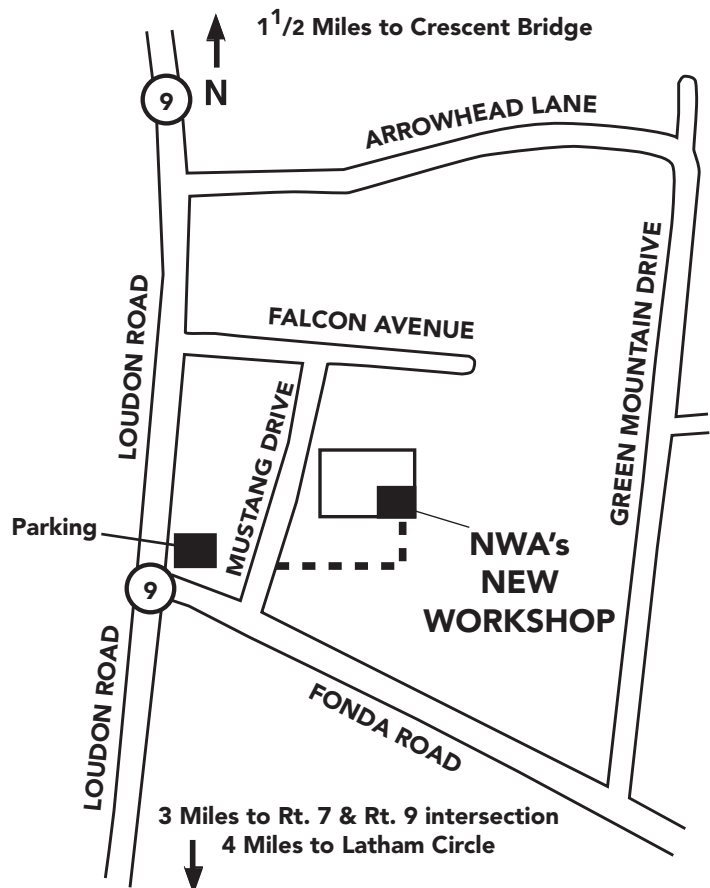 1 1/2 Miles to Crescent Bridge
N
9
ARROWHEAD LANE
LOUDON ROAD
FALCON AVENUE
GREEN MOUNTAIN DRIVE
MUSTANG DRIVE
Parking
NWA's
NEW
WORKSHOP
9
LOUDON ROAD
FONDA ROAD
3 Miles to Rt. 7 & Rt. 9 intersection
4 Miles to Latham Circle